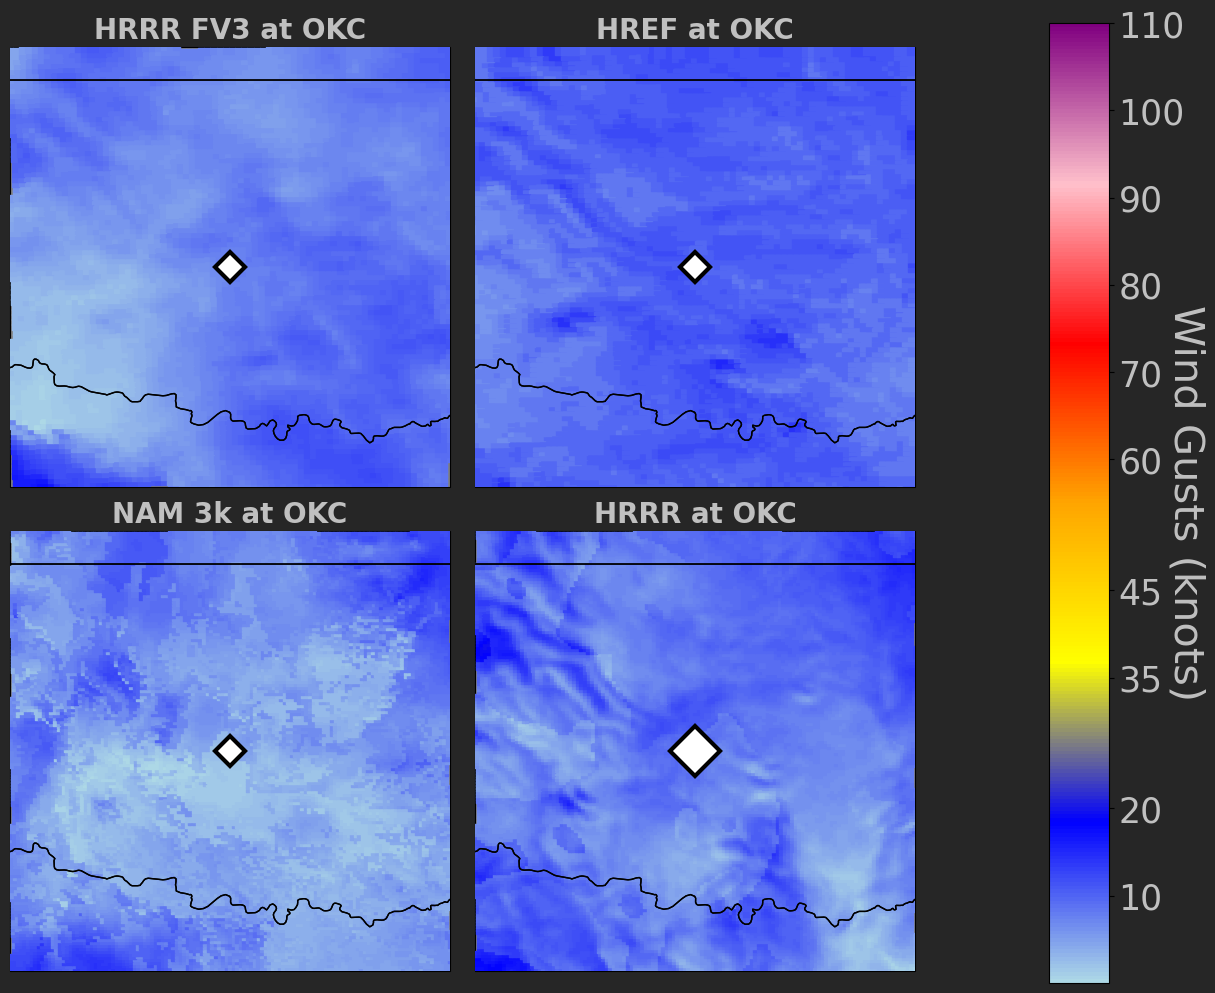 HRRR FV3 at OKC
HREF at OKC
NAM 3k at OKC
HRRR at OKC
110
100
90
80
70
60
45
35
20
10
Wind Gusts (knots)